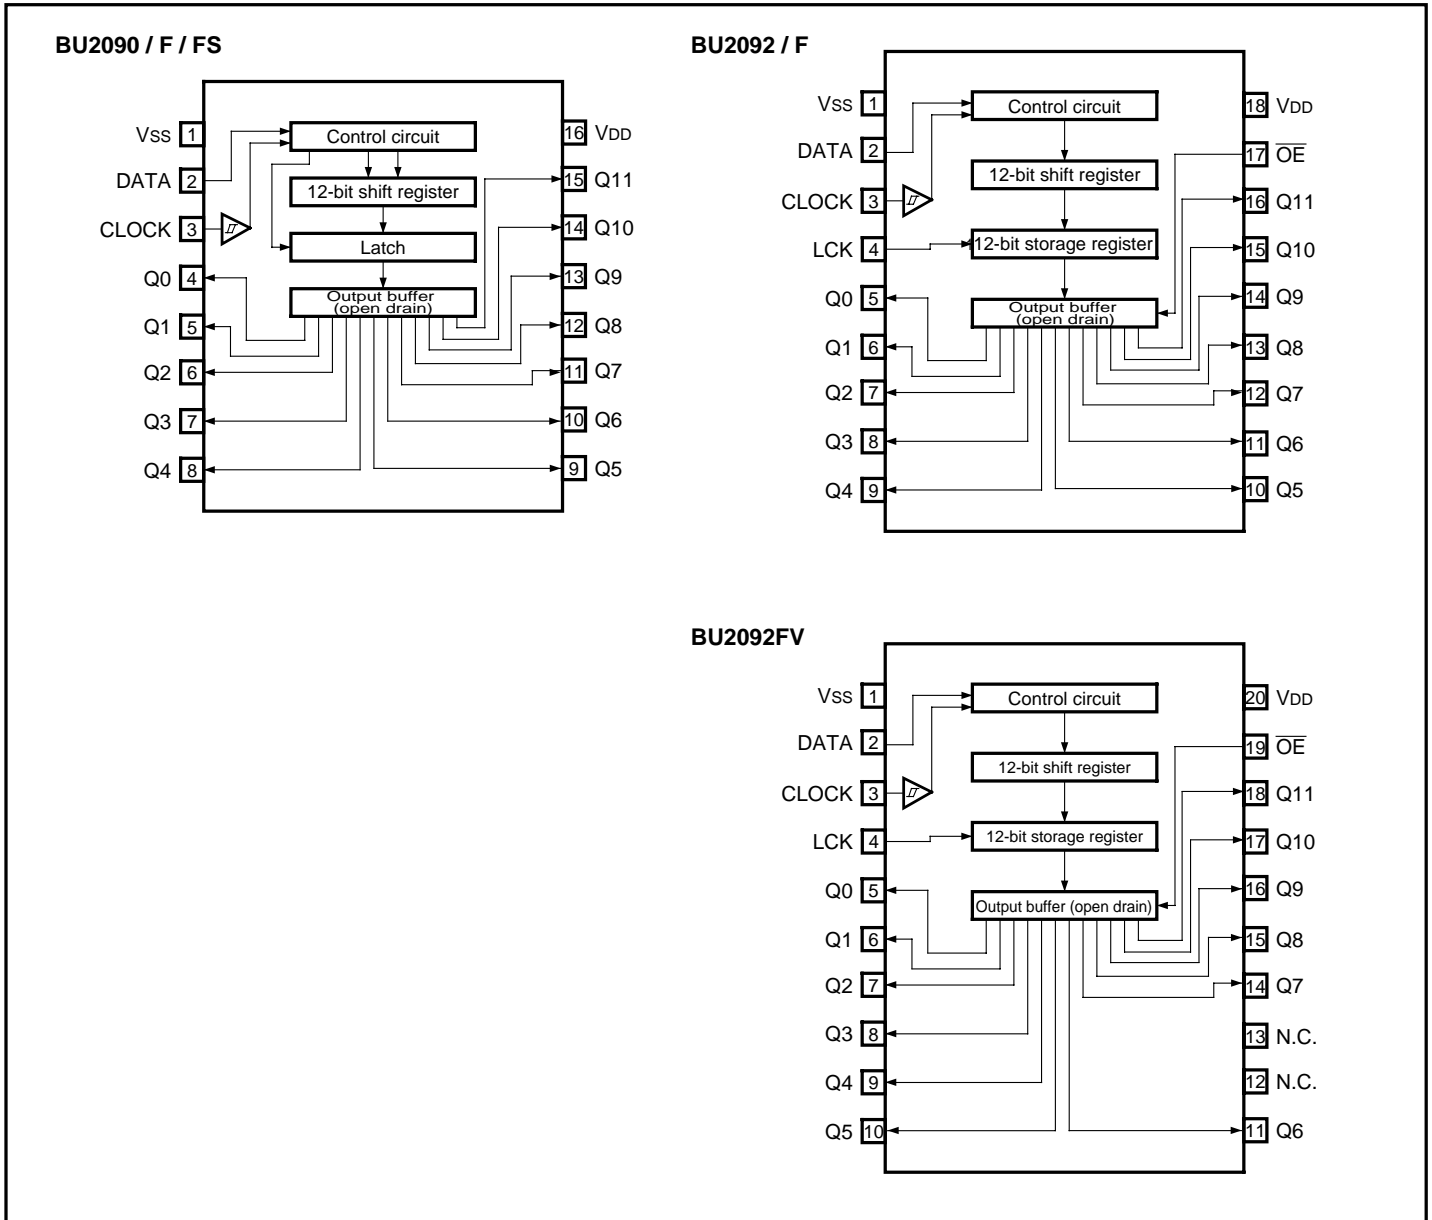 BU2090 / F / FS
Vss 1
DATA 2
CLOCK 3
Q0 4
Q1 5
Q2 6
Q3 7
Q4 8
Control circuit
12-bit shift register
Latch
Output buffer
(open drain)
16 VDD
15 Q11
14 Q10
13 Q9
12 Q8
11 Q7
10 Q6
9 Q5
BU2092 / F
Vss 1
DATA 2
CLOCK 3
LCK 4
Q0 5
Q1 6
Q2 7
Q3 8
Q4 9
Control circuit
12-bit shift register
12-bit storage register
Output buffer
(open drain)
18 VDD
17 O̅E̅
16 Q11
15 Q10
14 Q9
13 Q8
12 Q7
11 Q6
10 Q5
BU2092FV
Vss 1
DATA 2
CLOCK 3
LCK 4
Q0 5
Q1 6
Q2 7
Q3 8
Q4 9
Q5 10
Control circuit
12-bit shift register
12-bit storage register
Output buffer (open drain)
20 VDD
19 O̅E̅
18 Q11
17 Q10
16 Q9
15 Q8
14 Q7
13 N.C.
12 N.C.
11 Q6